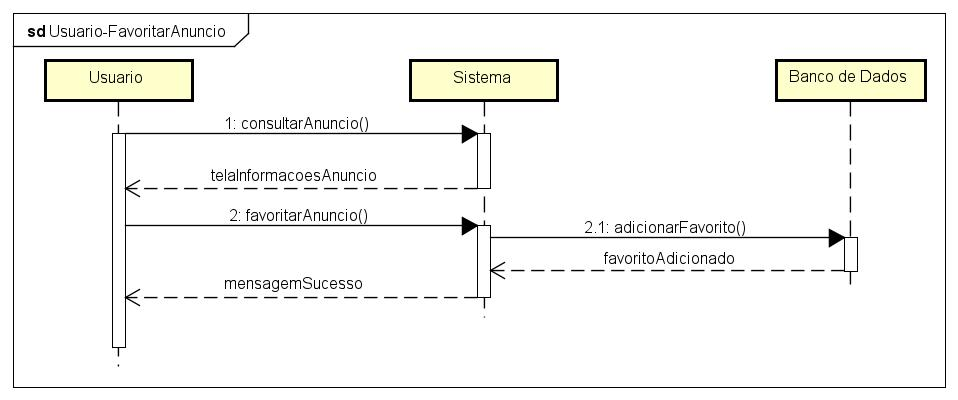 sd Usuario-FavoritarAnuncio
Usuario
Sistema
Banco de Dados
1: consultarAnuncio()
telaInformacoesAnuncio
2: favoritarAnuncio()
2.1: adicionarFavorito()
favoritoAdicionado
mensagemSucesso